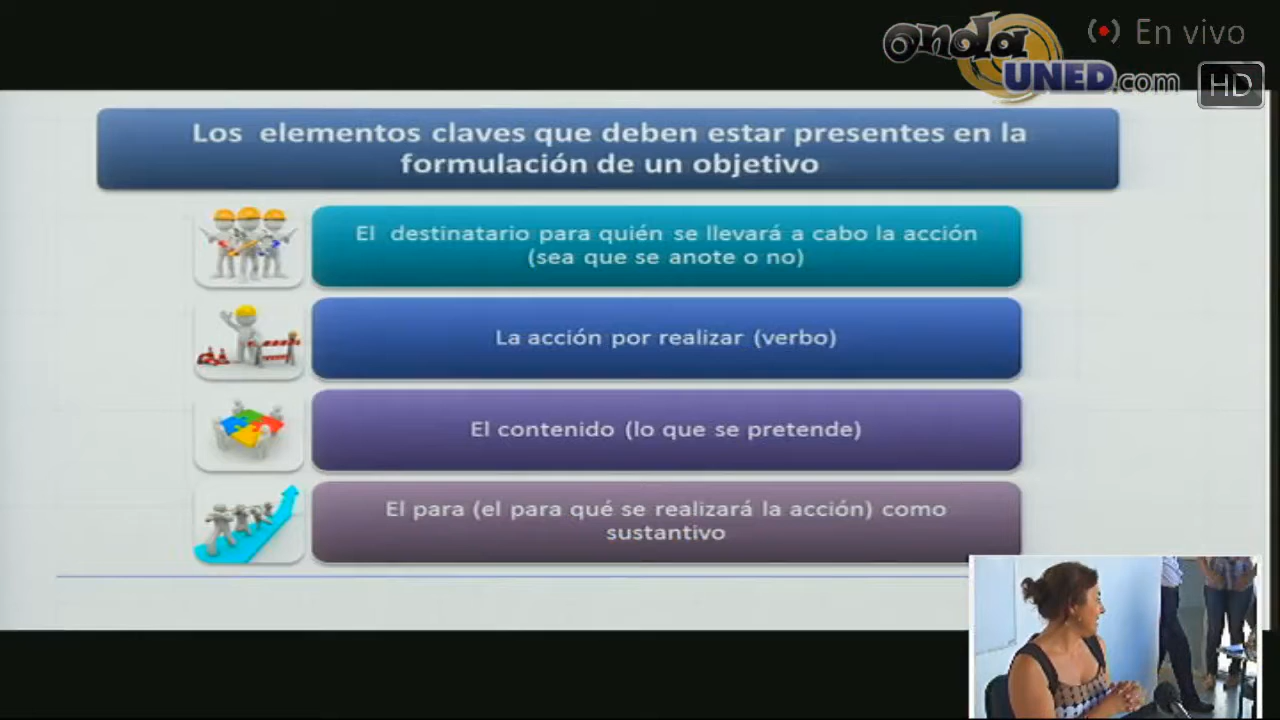 onda
UNED.com
En vivo
HD
Los elementos claves que deben estar presentes en la
formulación de un objetivo
El destinatario para quién se llevará a cabo la acción
(sea que se anote o no)
La acción por realizar (verbo)
El contenido (lo que se pretende)
El para (el para qué se realizará la acción) como
sustantivo